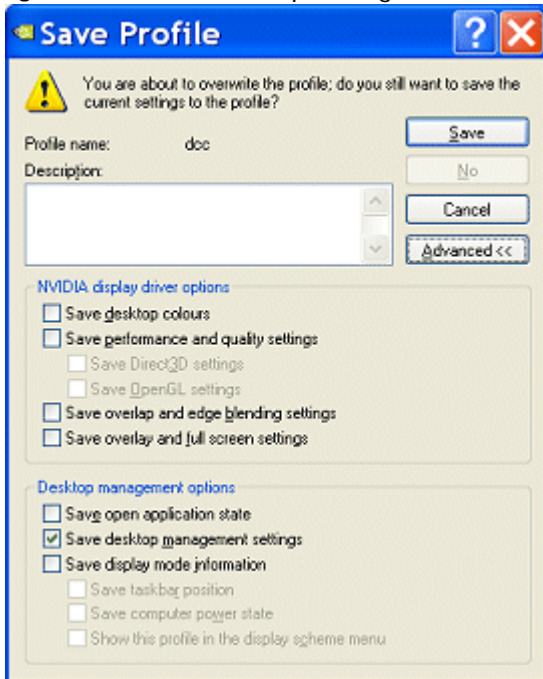 Save Profile
You are about to overwrite the profile; do you still want to save the
current settings to the profile?
Save
Profile name: dcc
No
Description:
Cancel
Advanced <<
NVIDIA display driver options
Save desktop colours
Save performance and quality settings
Save Direct3D settings
Save OpenGL settings
Save overlap and edge blending settings
Save overlay and full screen settings
Desktop management options
Save open application state
Save desktop management settings
Save display mode information
Save taskbar position
Save computer power state
Show this profile in the display scheme menu